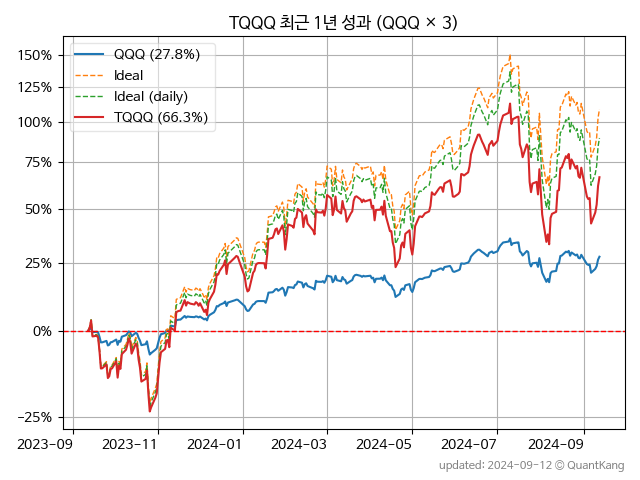 TQQQ 최근 1년 성과 (QQQ × 3)
QQQ (27.8%)
Ideal
Ideal (daily)
TQQQ (66.3%)
150%
125%
100%
75%
50%
25%
0%
−25%
2023-09
2023-11
2024-01
2024-03
2024-05
2024-07
2024-09
updated: 2024-09-12 © QuantKang